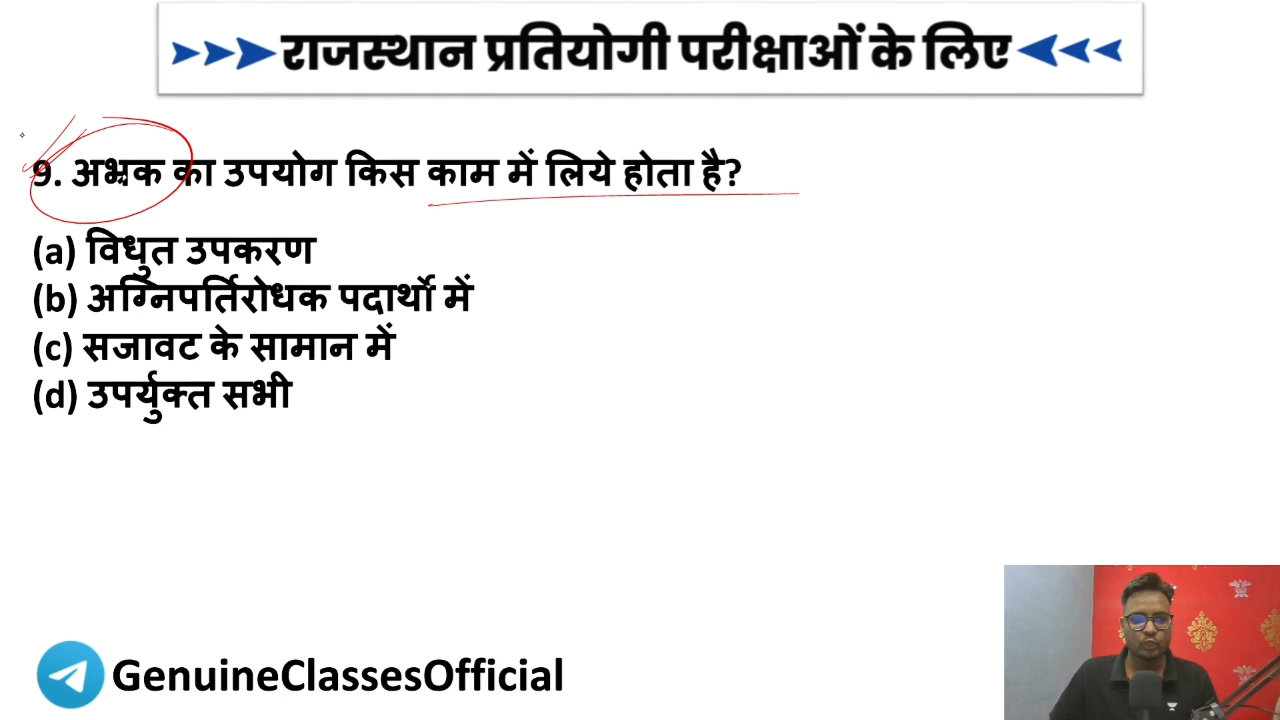 राजस्थान प्रतियोगी परीक्षाओं के लिए
9. अभ्रक का उपयोग किस काम में लिये होता है?
(a) विधुत उपकरण
(b) अग्निपर्तिरोधक पदार्थो में
(c) सजावट के सामान में
(d) उपर्युक्त सभी
GenuineClassesOfficial